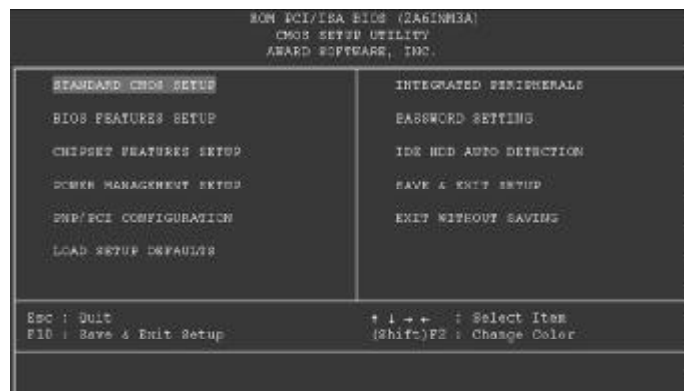 ROM PCI/ISA BIOS (2A6INM3A)
CMOS SETUP UTILITY
AWARD SOFTWARE, INC.
STANDARD CMOS SETUP
BIOS FEATURES SETUP
CHIPSET FEATURES SETUP
POWER MANAGEMENT SETUP
PNP/PCI CONFIGURATION
LOAD SETUP DEFAULTS
INTEGRATED PERIPHERALS
PASSWORD SETTING
IDE HDD AUTO DETECTION
SAVE & EXIT SETUP
EXIT WITHOUT SAVING
Esc : Quit
F10 : Save & Exit Setup
↑ ↓ → ← : Select Item
(Shift)F2 : Change Color